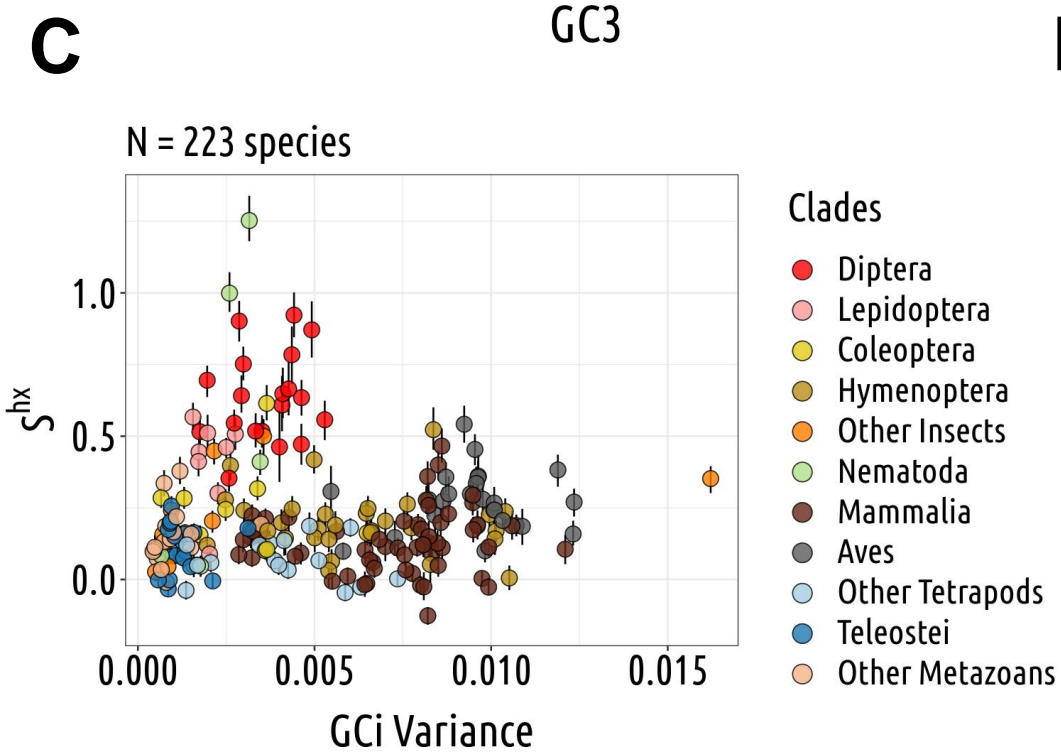 GC3
C
N = 223 species
Clades
Diptera
Lepidoptera
Coleoptera
Hymenoptera
Other Insects
Nematoda
Mammalia
Aves
Other Tetrapods
Teleostei
Other Metazoans
1.0
0.5
0.0
S^hx
0.000 0.005 0.010 0.015
GCi Variance